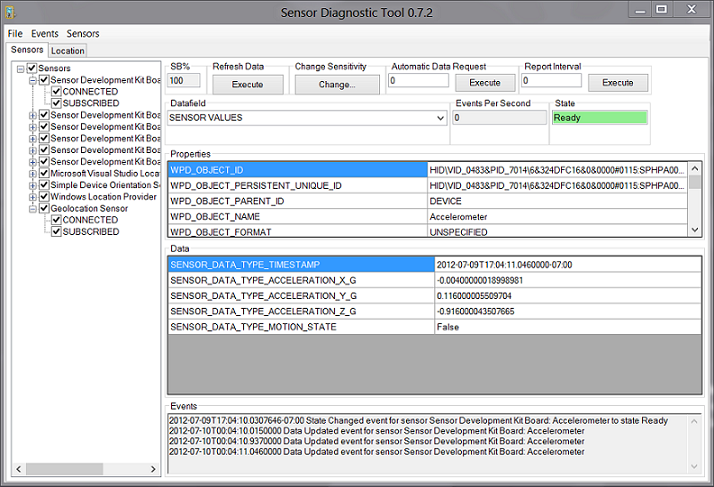 Sensor Diagnostic Tool 0.7.2
File Events Sensors
Sensors Location
Sensors
Sensor Development Kit Boa
CONNECTED
SUBSCRIBED
Sensor Development Kit Boa
Sensor Development Kit Boa
Sensor Development Kit Boa
Sensor Development Kit Boa
Sensor Development Kit Boa
Microsoft Visual Studio Locat
Simple Device Orientation S
Windows Location Provider
Geolocation Sensor
CONNECTED
SUBSCRIBED
SB% Refresh Data Change Sensitivity Automatic Data Request Report Interval
100 Execute Change... 0 Execute 0 Execute
Datafield Events Per Second State
SENSOR VALUES 0 Ready
Properties
WPD_OBJECT_ID HID\VID_0483&PID_7014\6&324DFC16&0&0000#0115:SPHPA00...
WPD_OBJECT_PERSISTENT_UNIQUE_ID HID\VID_0483&PID_7014\6&324DFC16&0&0000#0115:SPHPA00...
WPD_OBJECT_PARENT_ID DEVICE
WPD_OBJECT_NAME Accelerometer
WPD_OBJECT_FORMAT UNSPECIFIED
Data
SENSOR_DATA_TYPE_TIMESTAMP 2012-07-09T17:04:11.0460000-07:00
SENSOR_DATA_TYPE_ACCELERATION_X_G -0.00400000018998981
SENSOR_DATA_TYPE_ACCELERATION_Y_G 0.116000005509704
SENSOR_DATA_TYPE_ACCELERATION_Z_G -0.916000043507665
SENSOR_DATA_TYPE_MOTION_STATE False
Events
2012-07-09T17:04:10.0307646-07:00 State Changed event for sensor Sensor Development Kit Board: Accelerometer to state Ready
2012-07-10T00:04:10.0150000 Data Updated event for sensor Sensor Development Kit Board: Accelerometer
2012-07-10T00:04:10.9370000 Data Updated event for sensor Sensor Development Kit Board: Accelerometer
2012-07-10T00:04:11.0460000 Data Updated event for sensor Sensor Development Kit Board: Accelerometer